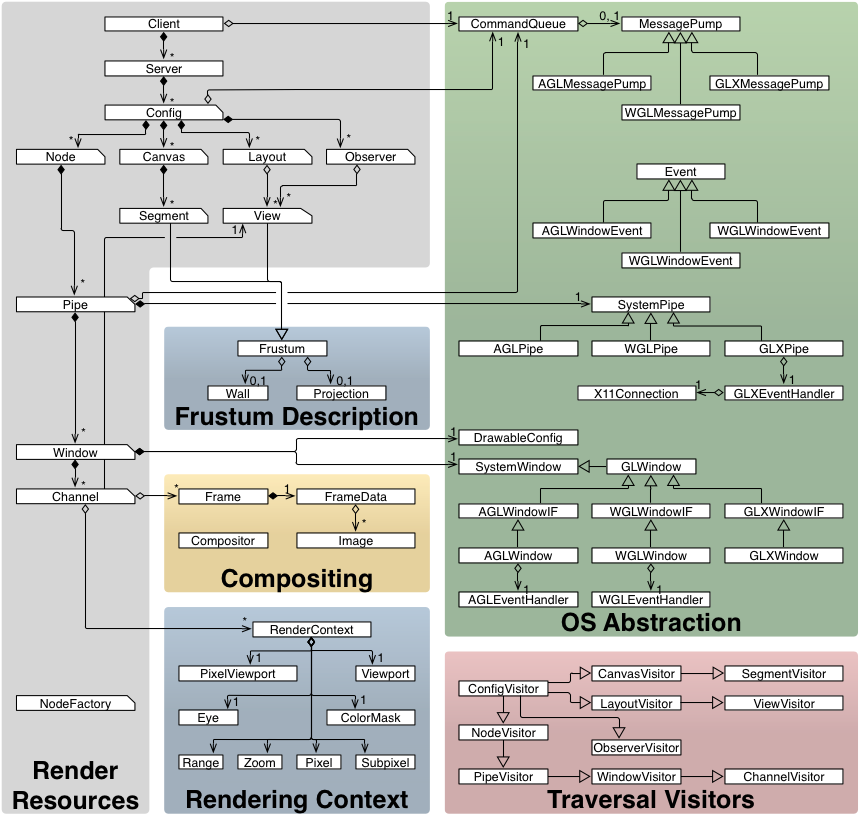 Client
1
CommandQueue
0, 1
MessagePump
*
1
1
Server
AGLMessagePump
GLXMessagePump
*
Config
WGLMessagePump
*
*
*
*
Node
Canvas
Layout
Observer
Event
*
*
*
Segment
View
1
AGLWindowEvent
WGLWindowEvent
WGLWindowEvent
*
1
Pipe
SystemPipe
Frustum
AGLPipe
WGLPipe
GLXPipe
0,1
0,1
1
1
Wall
Projection
X11Connection
GLXEventHandler
Frustum Description
*
1
DrawableConfig
Window
1
SystemWindow
GLWindow
*
*
1
Channel
Frame
FrameData
AGLWindowIF
WGLWindowIF
GLXWindowIF
*
Compositor
Image
AGLWindow
WGLWindow
GLXWindow
Compositing
1
1
AGLEventHandler
WGLEventHandler
OS Abstraction
*
RenderContext
1
1
PixelViewport
Viewport
1
1
Eye
ColorMask
Range
Zoom
Pixel
Subpixel
Rendering Context
NodeFactory
Render
Resources
CanvasVisitor
SegmentVisitor
ConfigVisitor
LayoutVisitor
ViewVisitor
NodeVisitor
ObserverVisitor
PipeVisitor
WindowVisitor
ChannelVisitor
Traversal Visitors